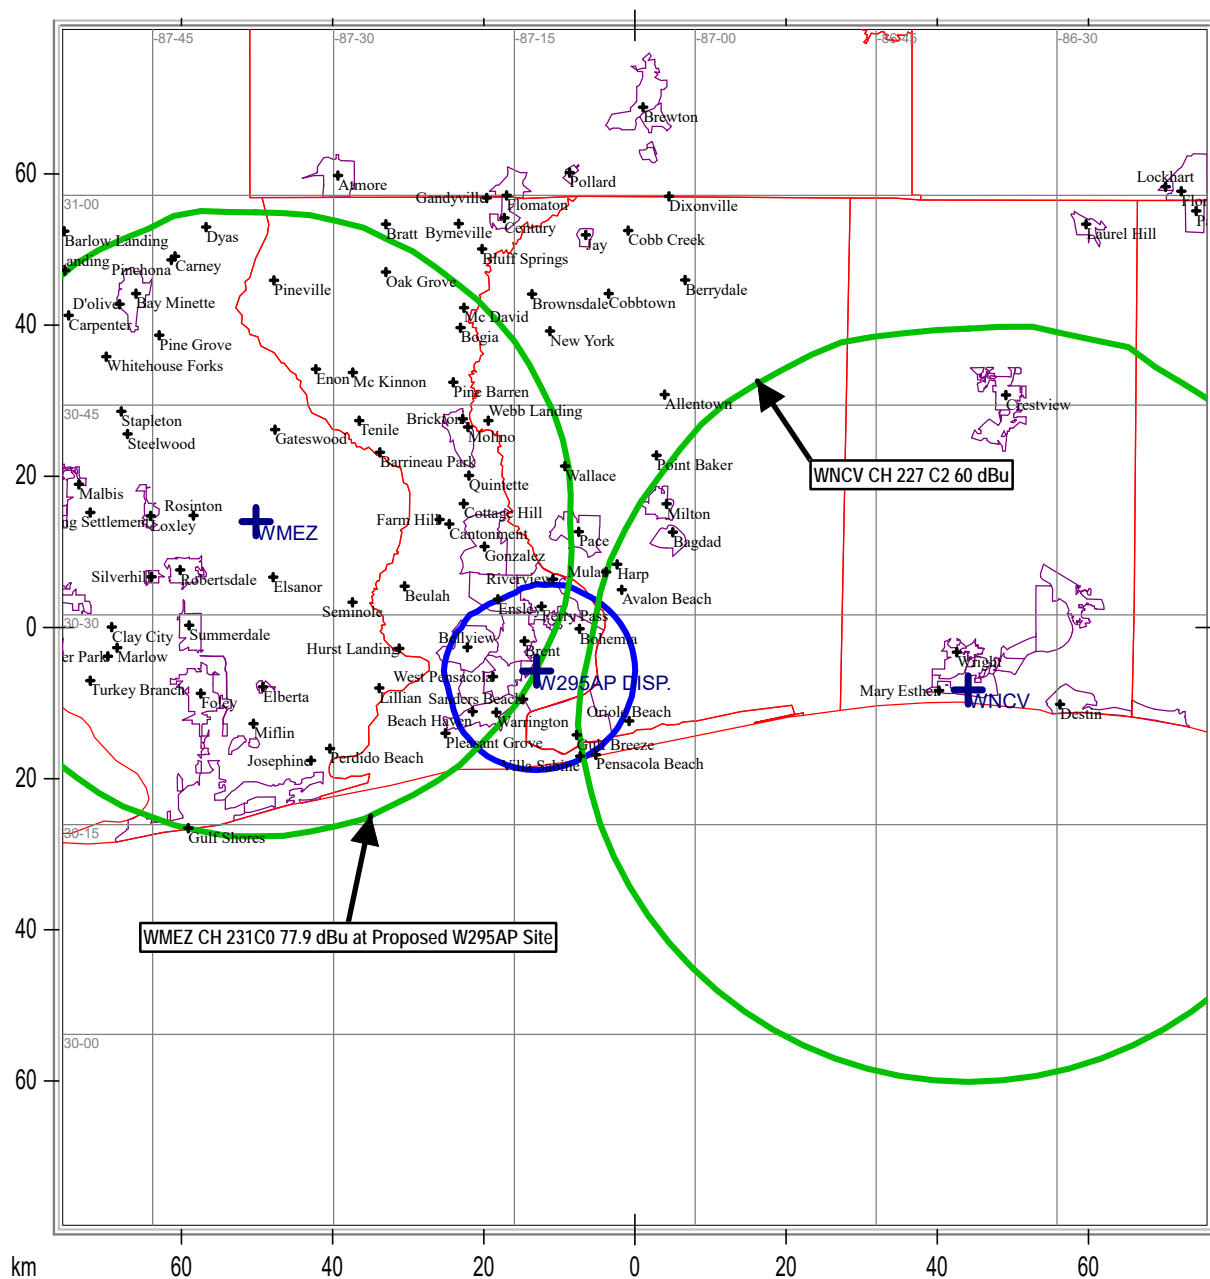 -87-45
-87-30
-87-15
-87-00
-86-45
-86-30
Brewton
60
Atmore
Pollard
Lockhart
Gandyville
Flomaton
Dixonville
31-00
Century
Dyas
Bratt
Byrneville
Jay
Cobb Creek
Laurel Hill
Barlow Landing
Bluff Springs
anding
Pinehona
Carney
Oak Grove
Pineville
Berrydale
D'olive
Bay Minette
Brownsdale
Cobbtown
Carpenter
Mc David
40
Bogia
New York
Pine Grove
Whitehouse Forks
Enon
Mc Kinnon
Pine Barren
Allentown
Crestview
30-45
Stapleton
Brickton
Webb Landing
Steelwood
Gateswood
Tenile
Molino
Barrineau Park
Point Baker
20
Quintette
Wallace
WNCV CH 227 C2 60 dBu
Malbis
Rosinton
Cottage Hill
Milton
ng Settlement
Loxley
WMEZ
Farm Hill
Cantonment
Pace
Bagdad
Gonzalez
Silverhill
Robertsdale
Elsanor
Beulah
Riverview
Mulat
Harp
Seminole
Ensley
Ferry Pass
Avalon Beach
0
30-30
Clay City
Summerdale
Bellview
Brent
Bohemia
er Park
Marlow
Hurst Landing
Wright
Turkey Branch
Foley
Elberta
Lillian
West Pensacola
W295AP DISP.
Mary Esther
WNCV
Sanders Beach
Oriole Beach
Destin
Miflin
Beach Haven
Warrington
Pleasant Grove
Gulf Breeze
Josephine
Perdido Beach
Villa Sabine
Pensacola Beach
20
30-15
Gulf Shores
WMEZ CH 231C0 77.9 dBu at Proposed W295AP Site
40
30-00
60
km
60
40
20
0
20
40
60